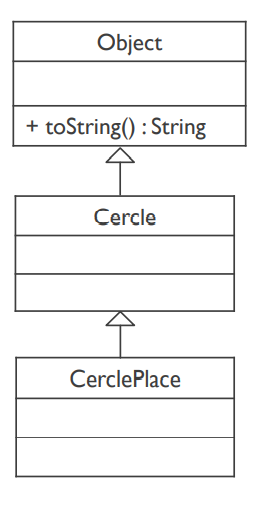 Object
+ toString() : String
Cercle
CerclePlace